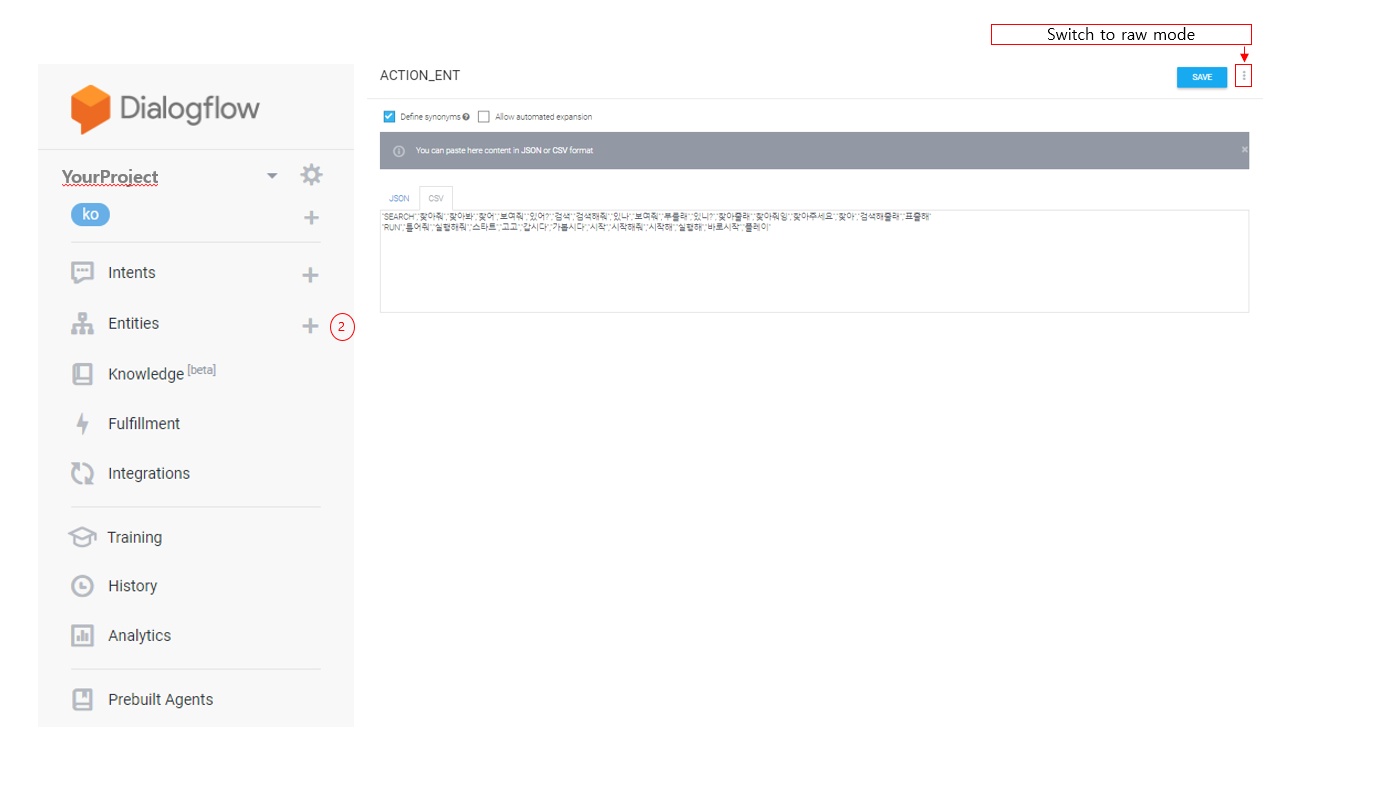 Switch to raw mode
Dialogflow
ACTION_ENT
SAVE
Define synonyms
Allow automated expansion
You can paste here content in JSON or CSV format
YourProject
ko
JSON
CSV
"SEARCH","찾아줘","찾아봐","찾어","보여줘","있어?","검색","검색해줘","있나","보여줘","부를래","있니?","찾아줄래","찾아줘잉","찾아주세요","찾아","검색해줄래","표출해"
"RUN","틀어줘","실행해줘","스타트","고고","갑시다","가봅시다","시작","시작해줘","시작해","실행해","바로시작","플레이"
Intents
Entities
2
Knowledge [beta]
Fulfillment
Integrations
Training
History
Analytics
Prebuilt Agents